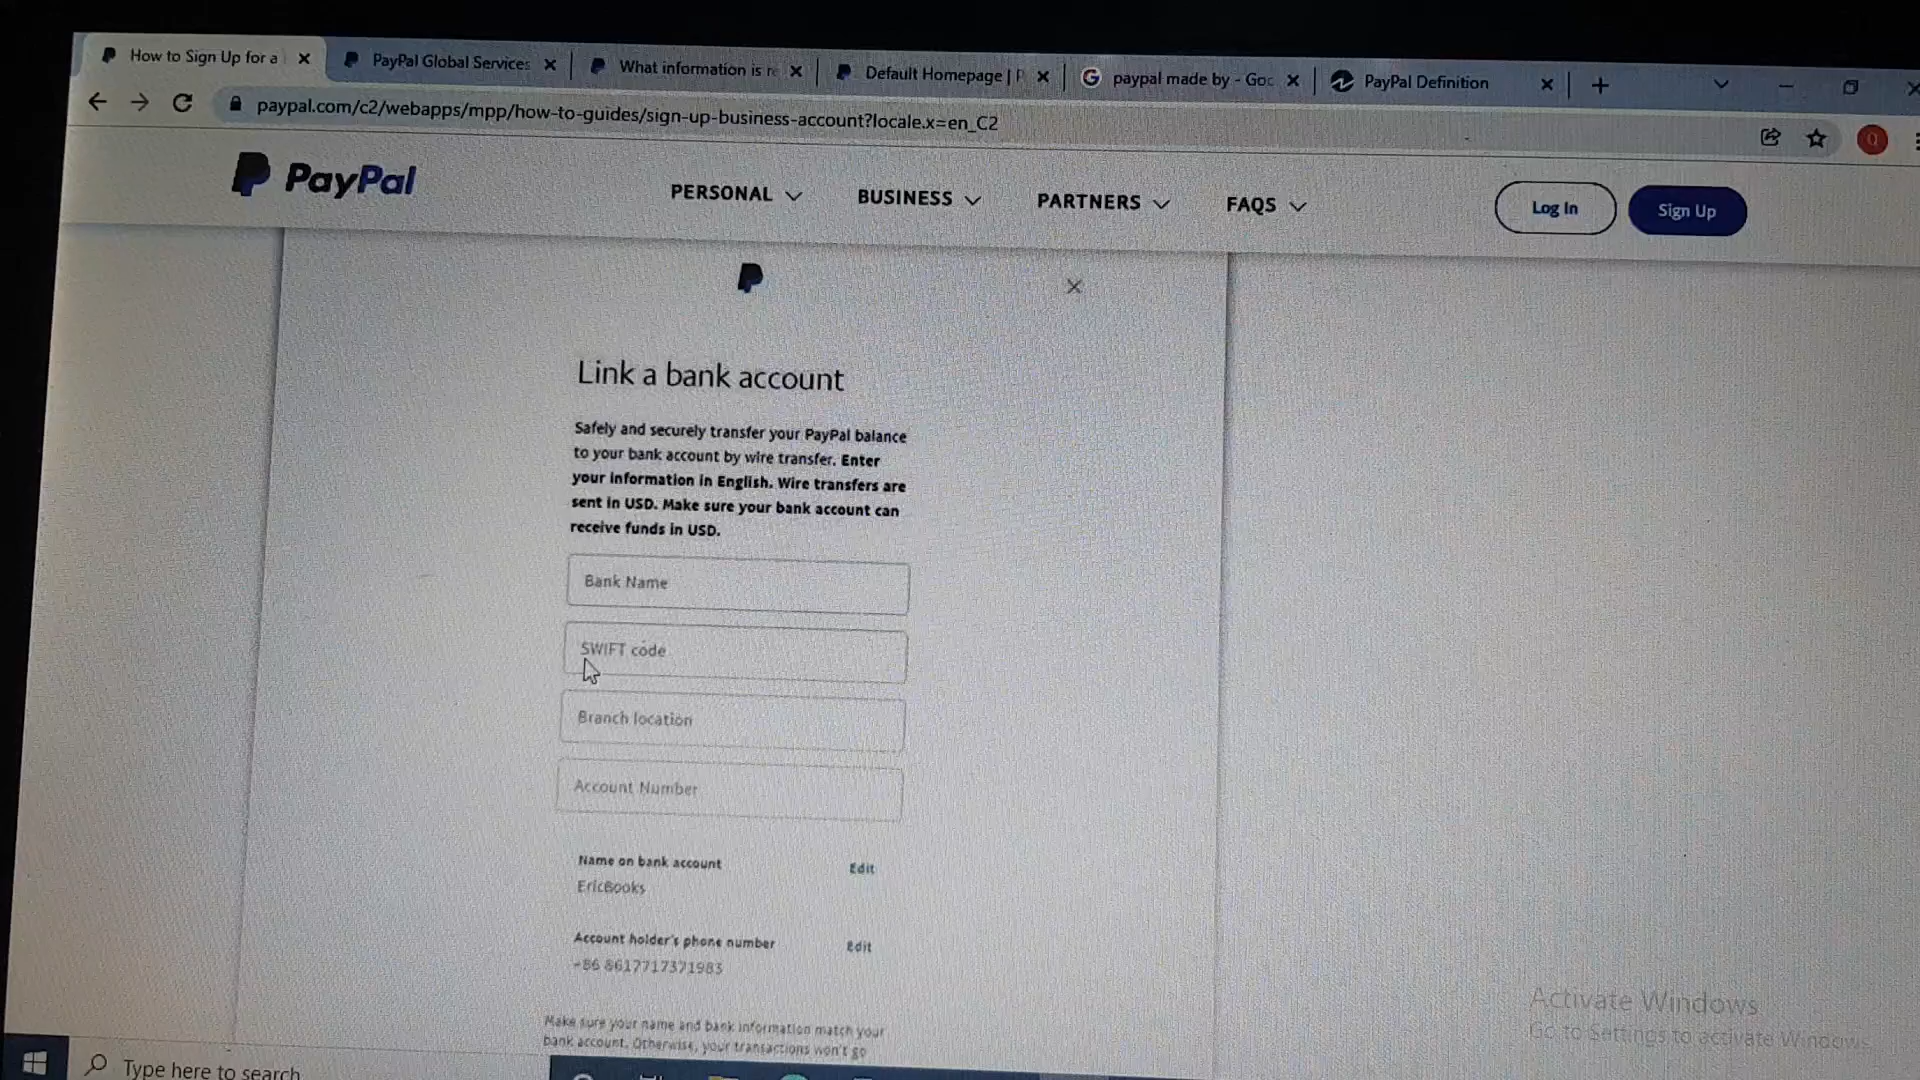 How to Sign Up for a
PayPal Global Services
What information is re
Default Homepage | P
paypal made by - Goo
PayPal Definition
paypal.com/c2/webapps/mpp/how-to-guides/sign-up-business-account?locale.x=en_C2
PayPal
PERSONAL
BUSINESS
PARTNERS
FAQS
Log In
Sign Up
Link a bank account
Safely and securely transfer your PayPal balance
to your bank account by wire transfer. Enter
your information in English. Wire transfers are
sent in USD. Make sure your bank account can
receive funds in USD.
Bank Name
SWIFT code
Branch location
Account Number
Name on bank account
Edit
EricBooks
Account holder's phone number
Edit
+86 8617717371983
Make sure your name and bank information match your
bank account. Otherwise, your transactions won't go
Activate Windows
Go to Settings to activate Windows.
Type here to search